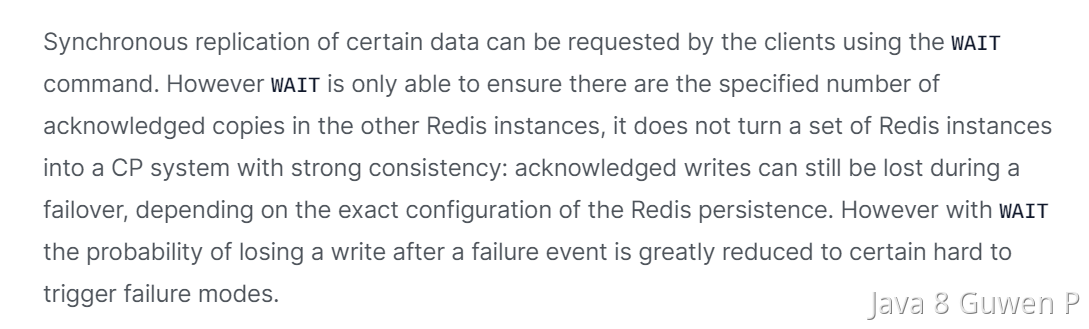 Synchronous replication of certain data can be requested by the clients using the WAIT
command. However WAIT is only able to ensure there are the specified number of
acknowledged copies in the other Redis instances, it does not turn a set of Redis instances
into a CP system with strong consistency: acknowledged writes can still be lost during a
failover, depending on the exact configuration of the Redis persistence. However with WAIT
the probability of losing a write after a failure event is greatly reduced to certain hard to
trigger failure modes.
Java 8 Guwen P